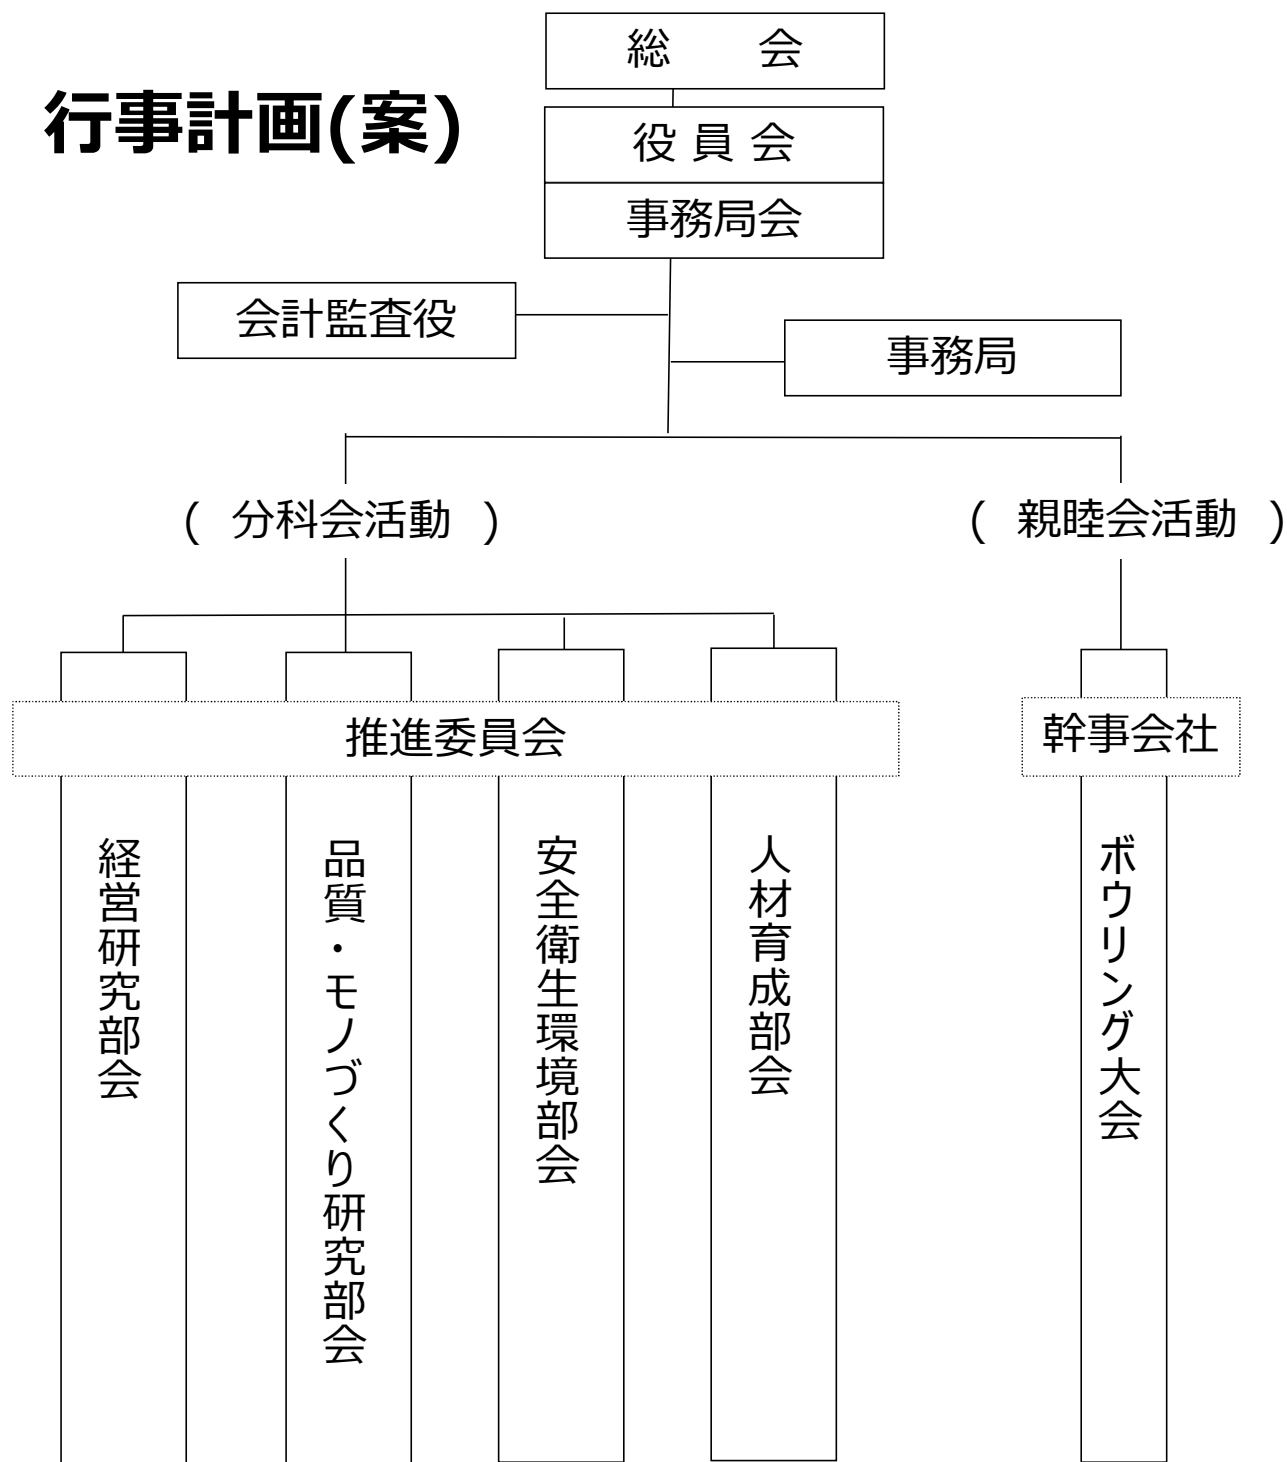 総　　会
行事計画(案)
役 員 会
事務局会
会計監査役
事務局
(　分科会活動　)
(　親睦会活動　)
推進委員会
幹事会社
経営研究部会
品質・モノづくり研究部会
安全衛生環境部会
人材育成部会
ボウリング大会